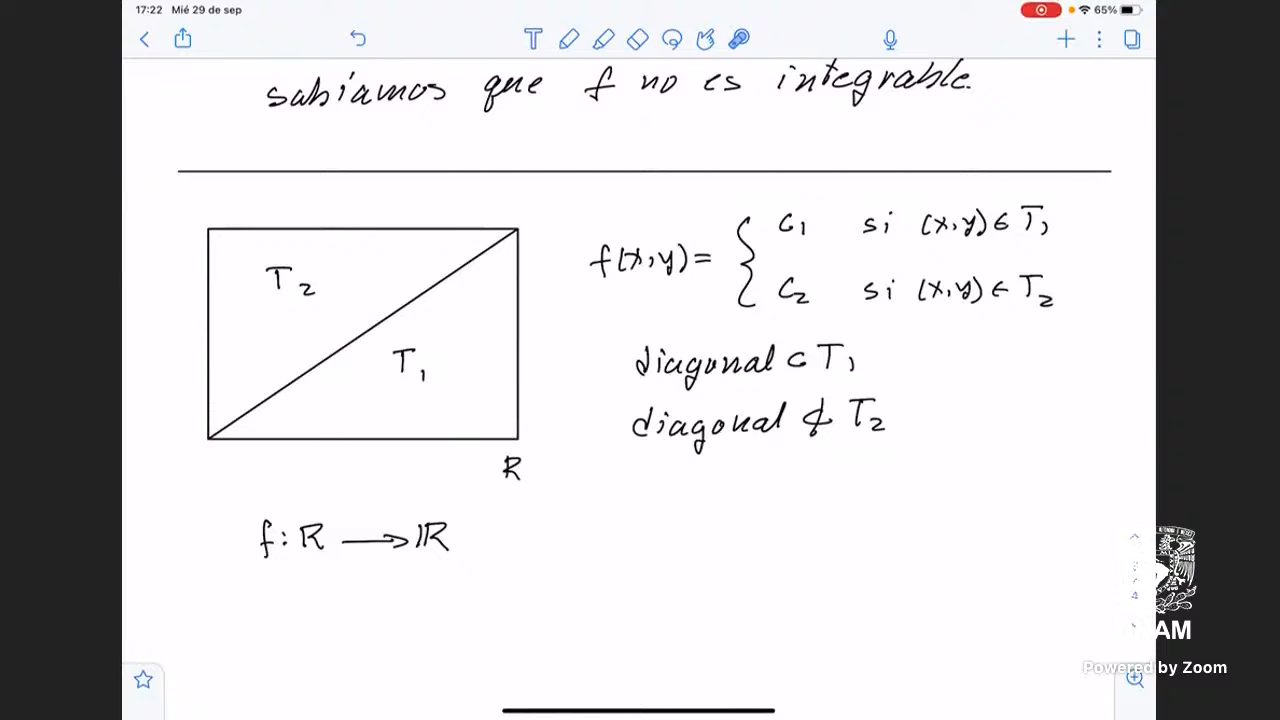 17:22 Mié 29 de sep
65%
sabíamos que f no es integrable.
T2
T1
R
f(x,y) = { C1 si (x,y) ∈ T1
C2 si (x,y) ∈ T2
diagonal ⊂ T1
diagonal ⊄ T2
f: R ⟶ ℝ
Powered by Zoom